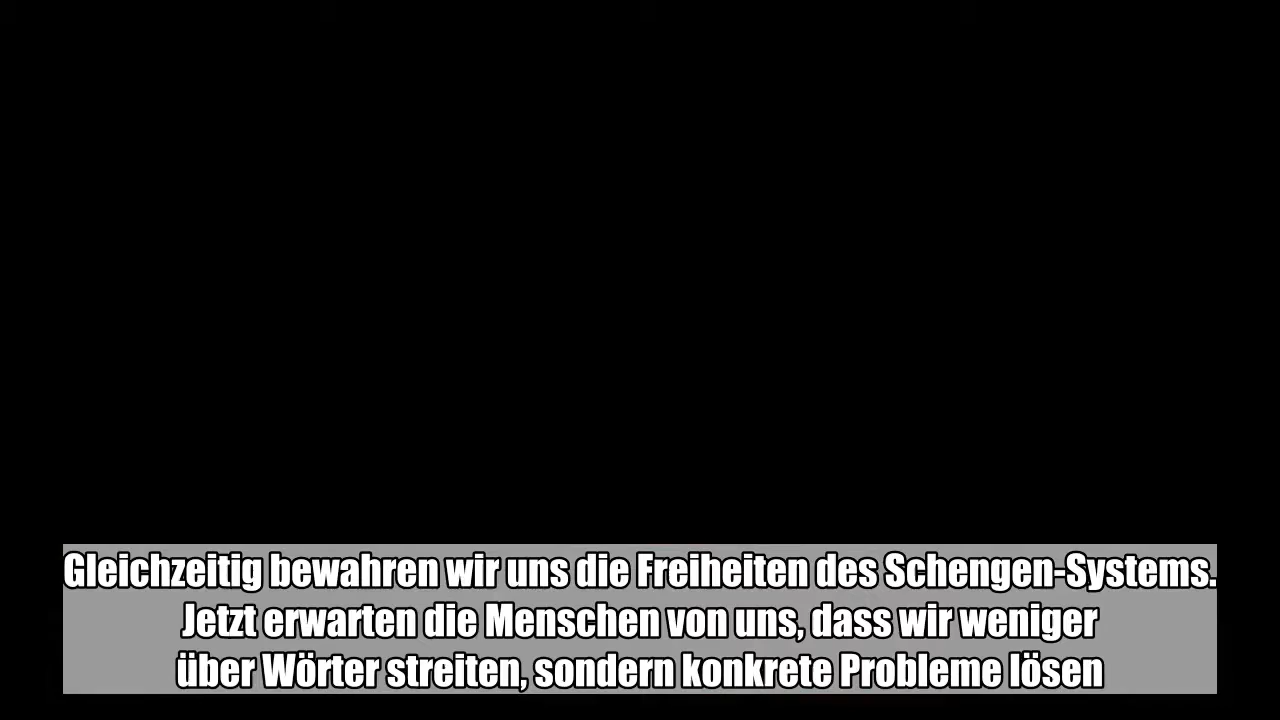 Gleichzeitig bewahren wir uns die Freiheiten des Schengen-Systems.
Jetzt erwarten die Menschen von uns, dass wir weniger
über Wörter streiten, sondern konkrete Probleme lösen